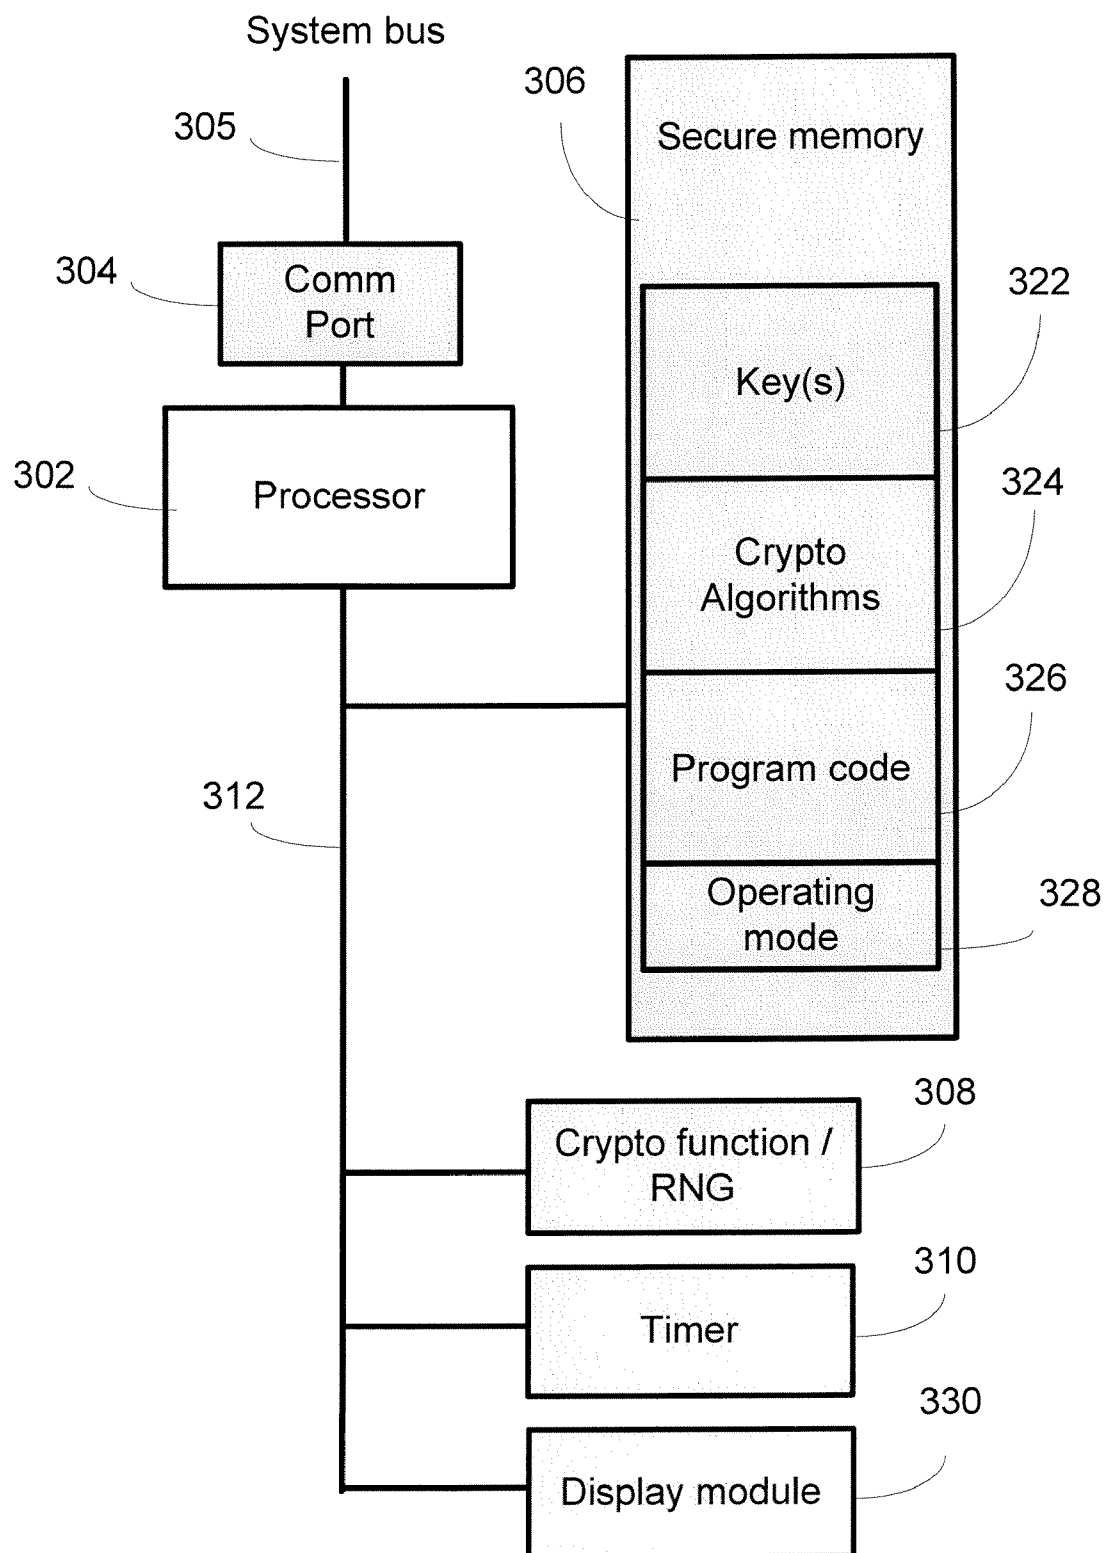 System bus
306
Secure memory
305
304
Comm
Port
322
Key(s)
302
Processor
324
Crypto
Algorithms
326
Program code
312
Operating
mode
328
308
Crypto function /
RNG
310
Timer
330
Display module